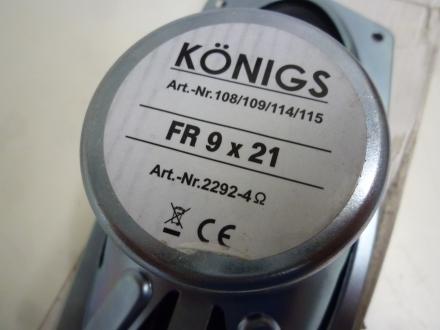 KÖNIGS
Art.-Nr.108/109/114/115
FR 9 x 21
Art.-Nr.2292-4Ω
CE